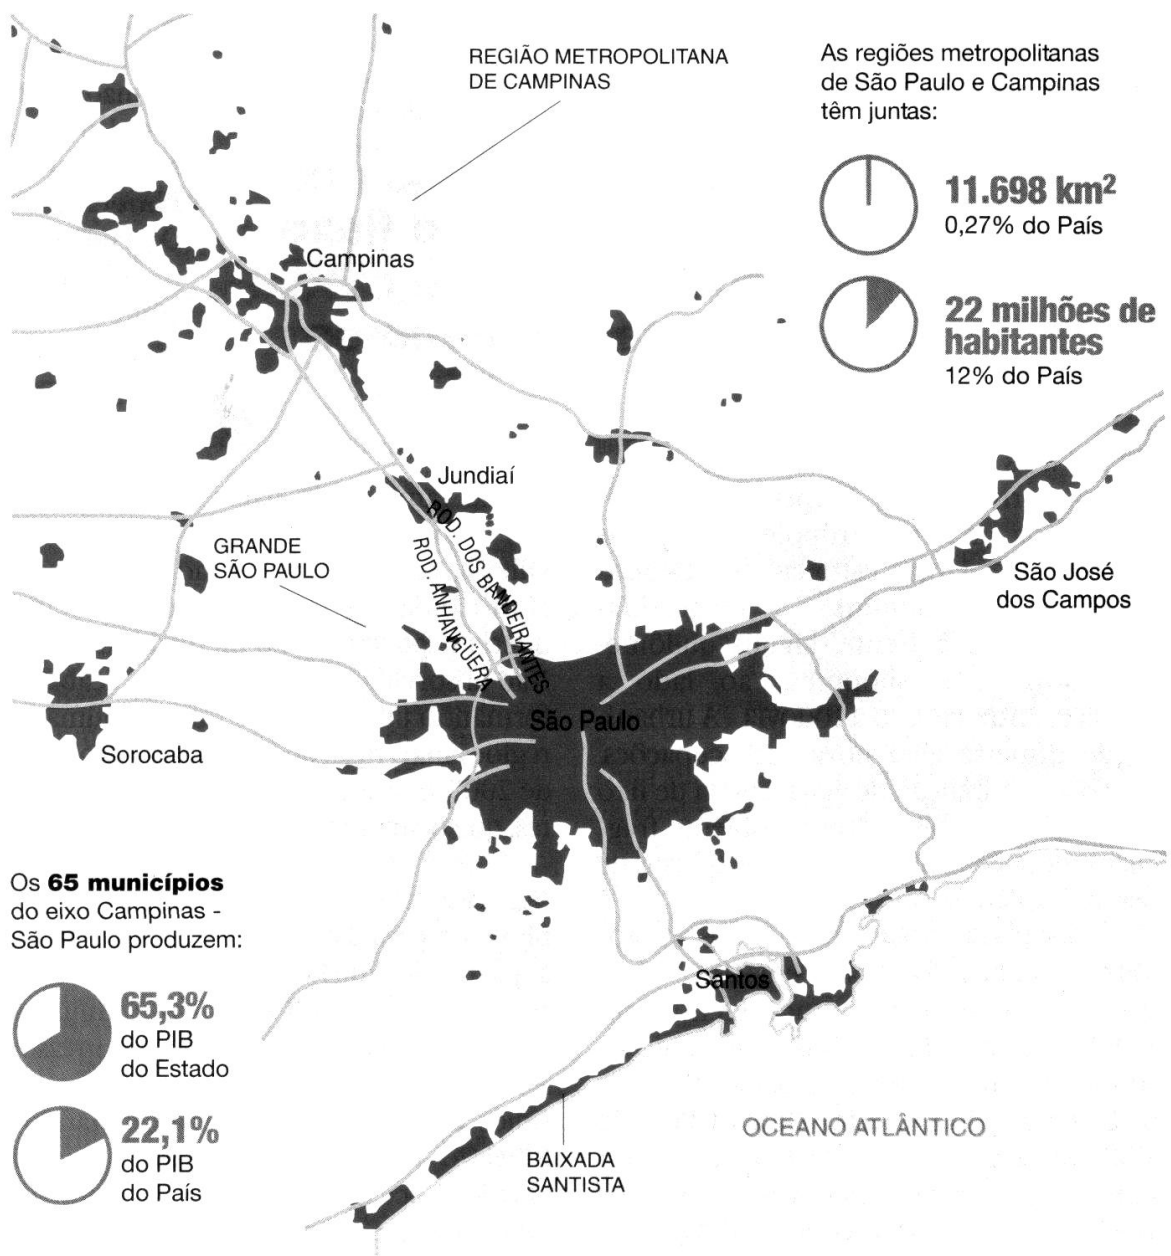 REGIÃO METROPOLITANA
DE CAMPINAS
As regiões metropolitanas
de São Paulo e Campinas
têm juntas:
11.698 km²
0,27% do País
22 milhões de
habitantes
12% do País
Campinas
Jundiaí
ROD. DOS BANDEIRANTES
ROD. ANHANGÜERA
GRANDE
SÃO PAULO
São José
dos Campos
São Paulo
Sorocaba
Os 65 municípios
do eixo Campinas -
São Paulo produzem:
65,3%
do PIB
do Estado
22,1%
do PIB
do País
Santos
OCEANO ATLÂNTICO
BAIXADA
SANTISTA